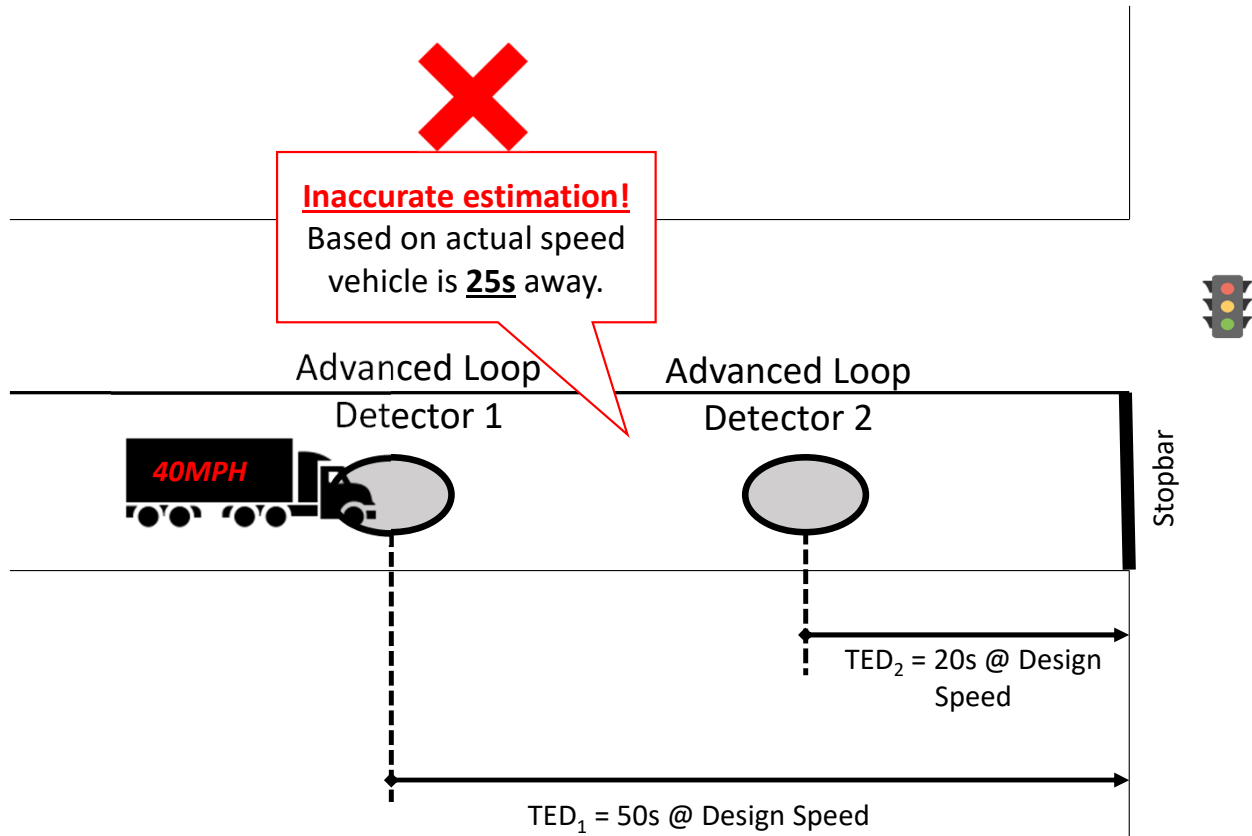 Inaccurate estimation!
Based on actual speed
vehicle is 25s away.
Advanced Loop
Detector 1
Advanced Loop
Detector 2
40MPH
Stopbar
TED₂ = 20s @ Design
Speed
TED₁ = 50s @ Design Speed